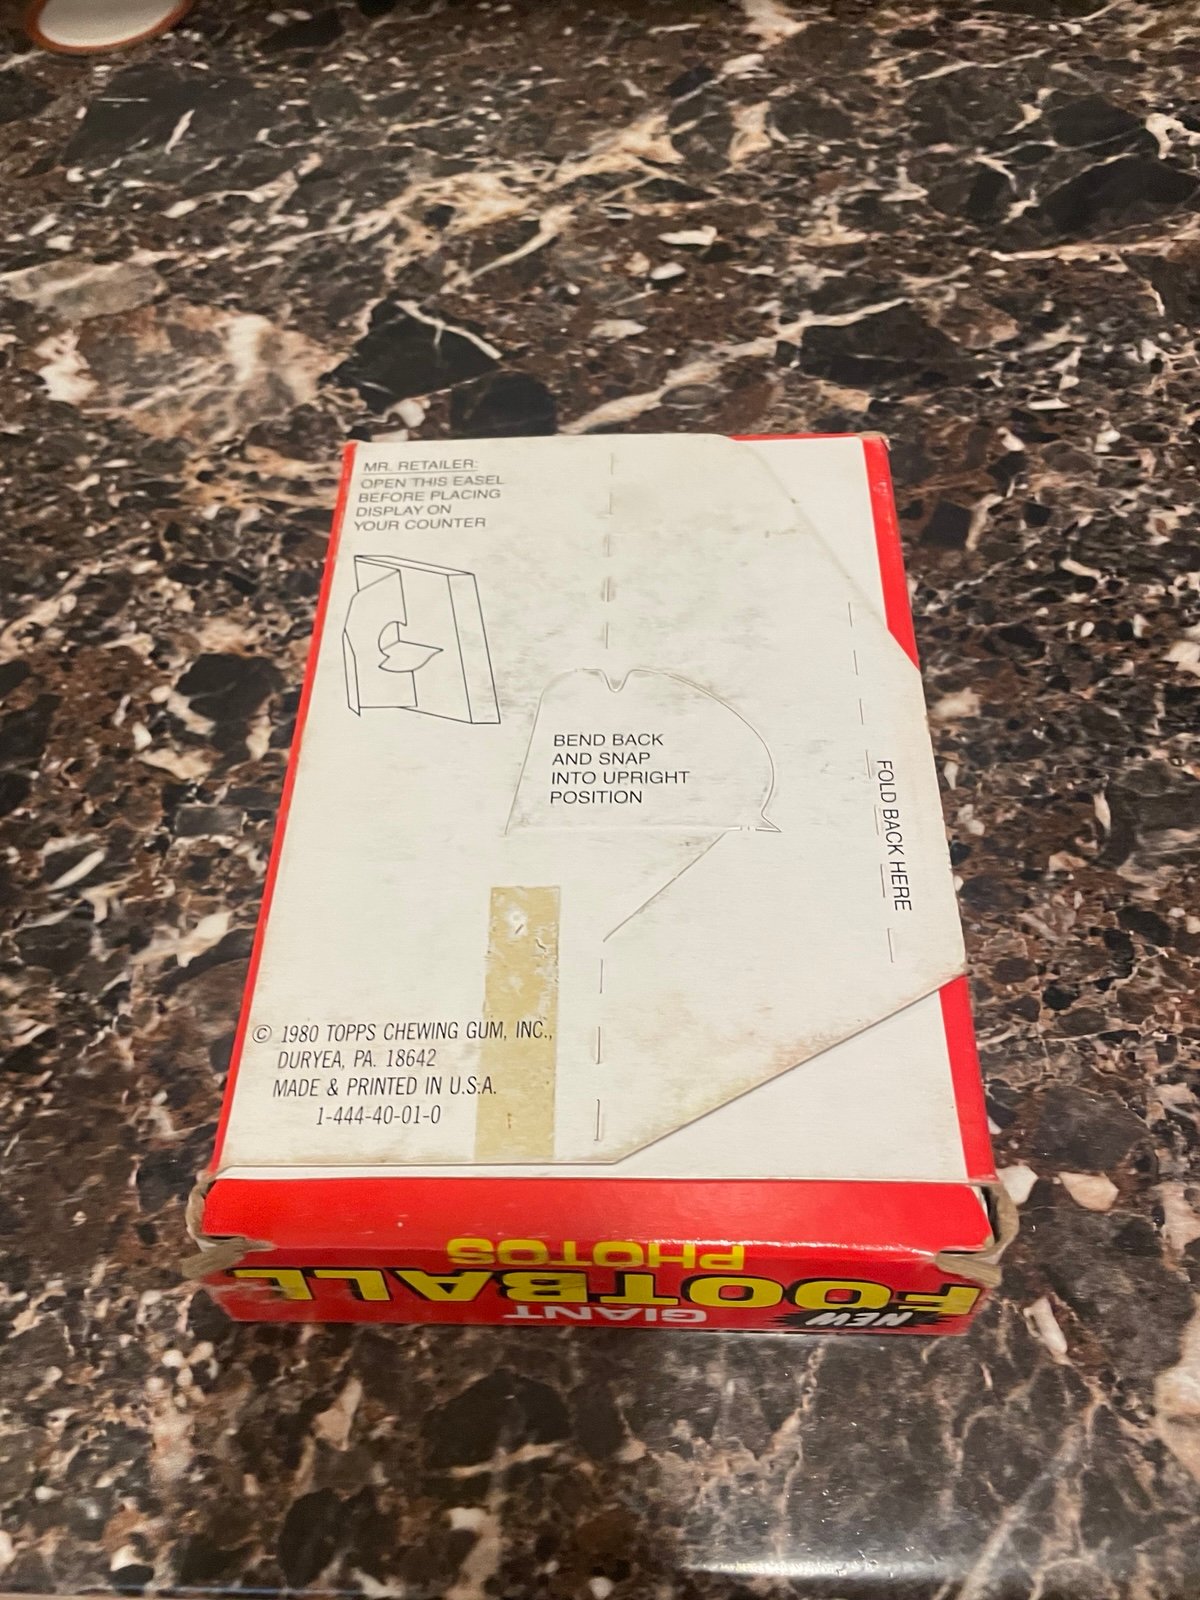 MR. RETAILER:
OPEN THIS EASEL
BEFORE PLACING
DISPLAY ON
YOUR COUNTER
BEND BACK
AND SNAP
INTO UPRIGHT
POSITION
FOLD BACK HERE
© 1980 TOPPS CHEWING GUM, INC.,
DURYEA, PA. 18642
MADE & PRINTED IN U.S.A.
1-444-40-01-0
NEW GIANT
FOOTBALL
PHOTOS